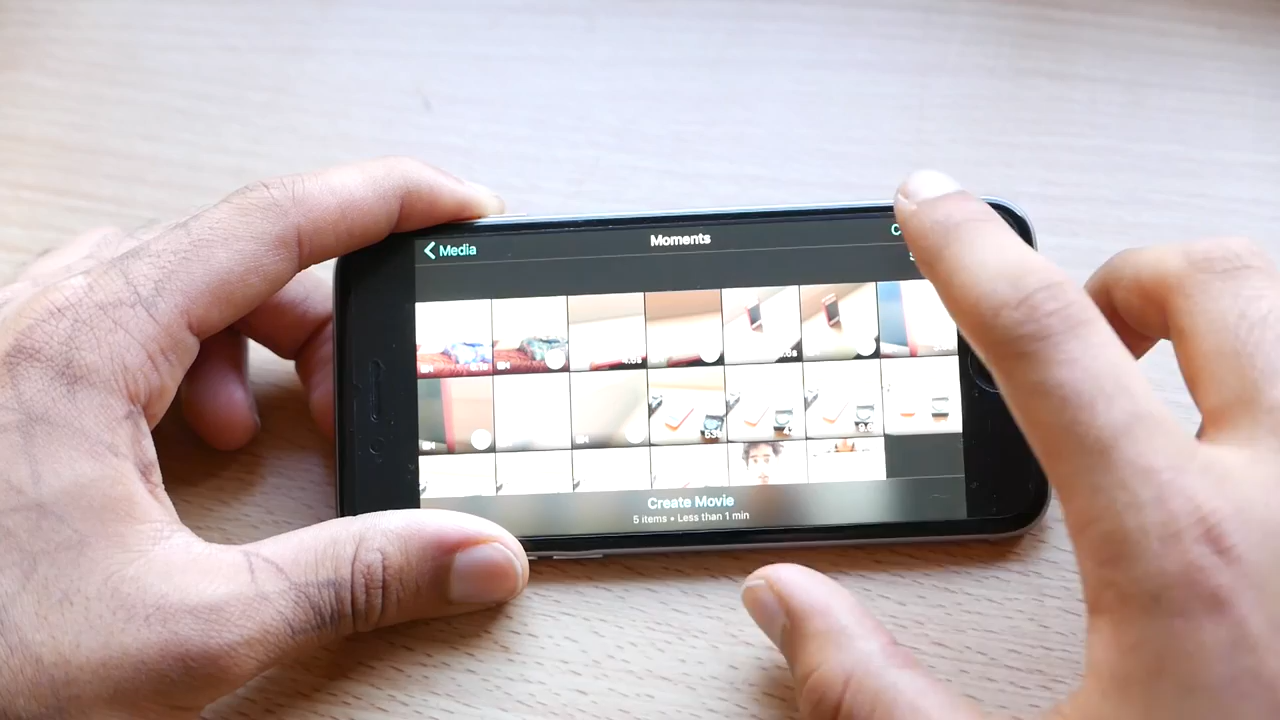 Media
Moments
Create Movie
5 items • Less than 1 min